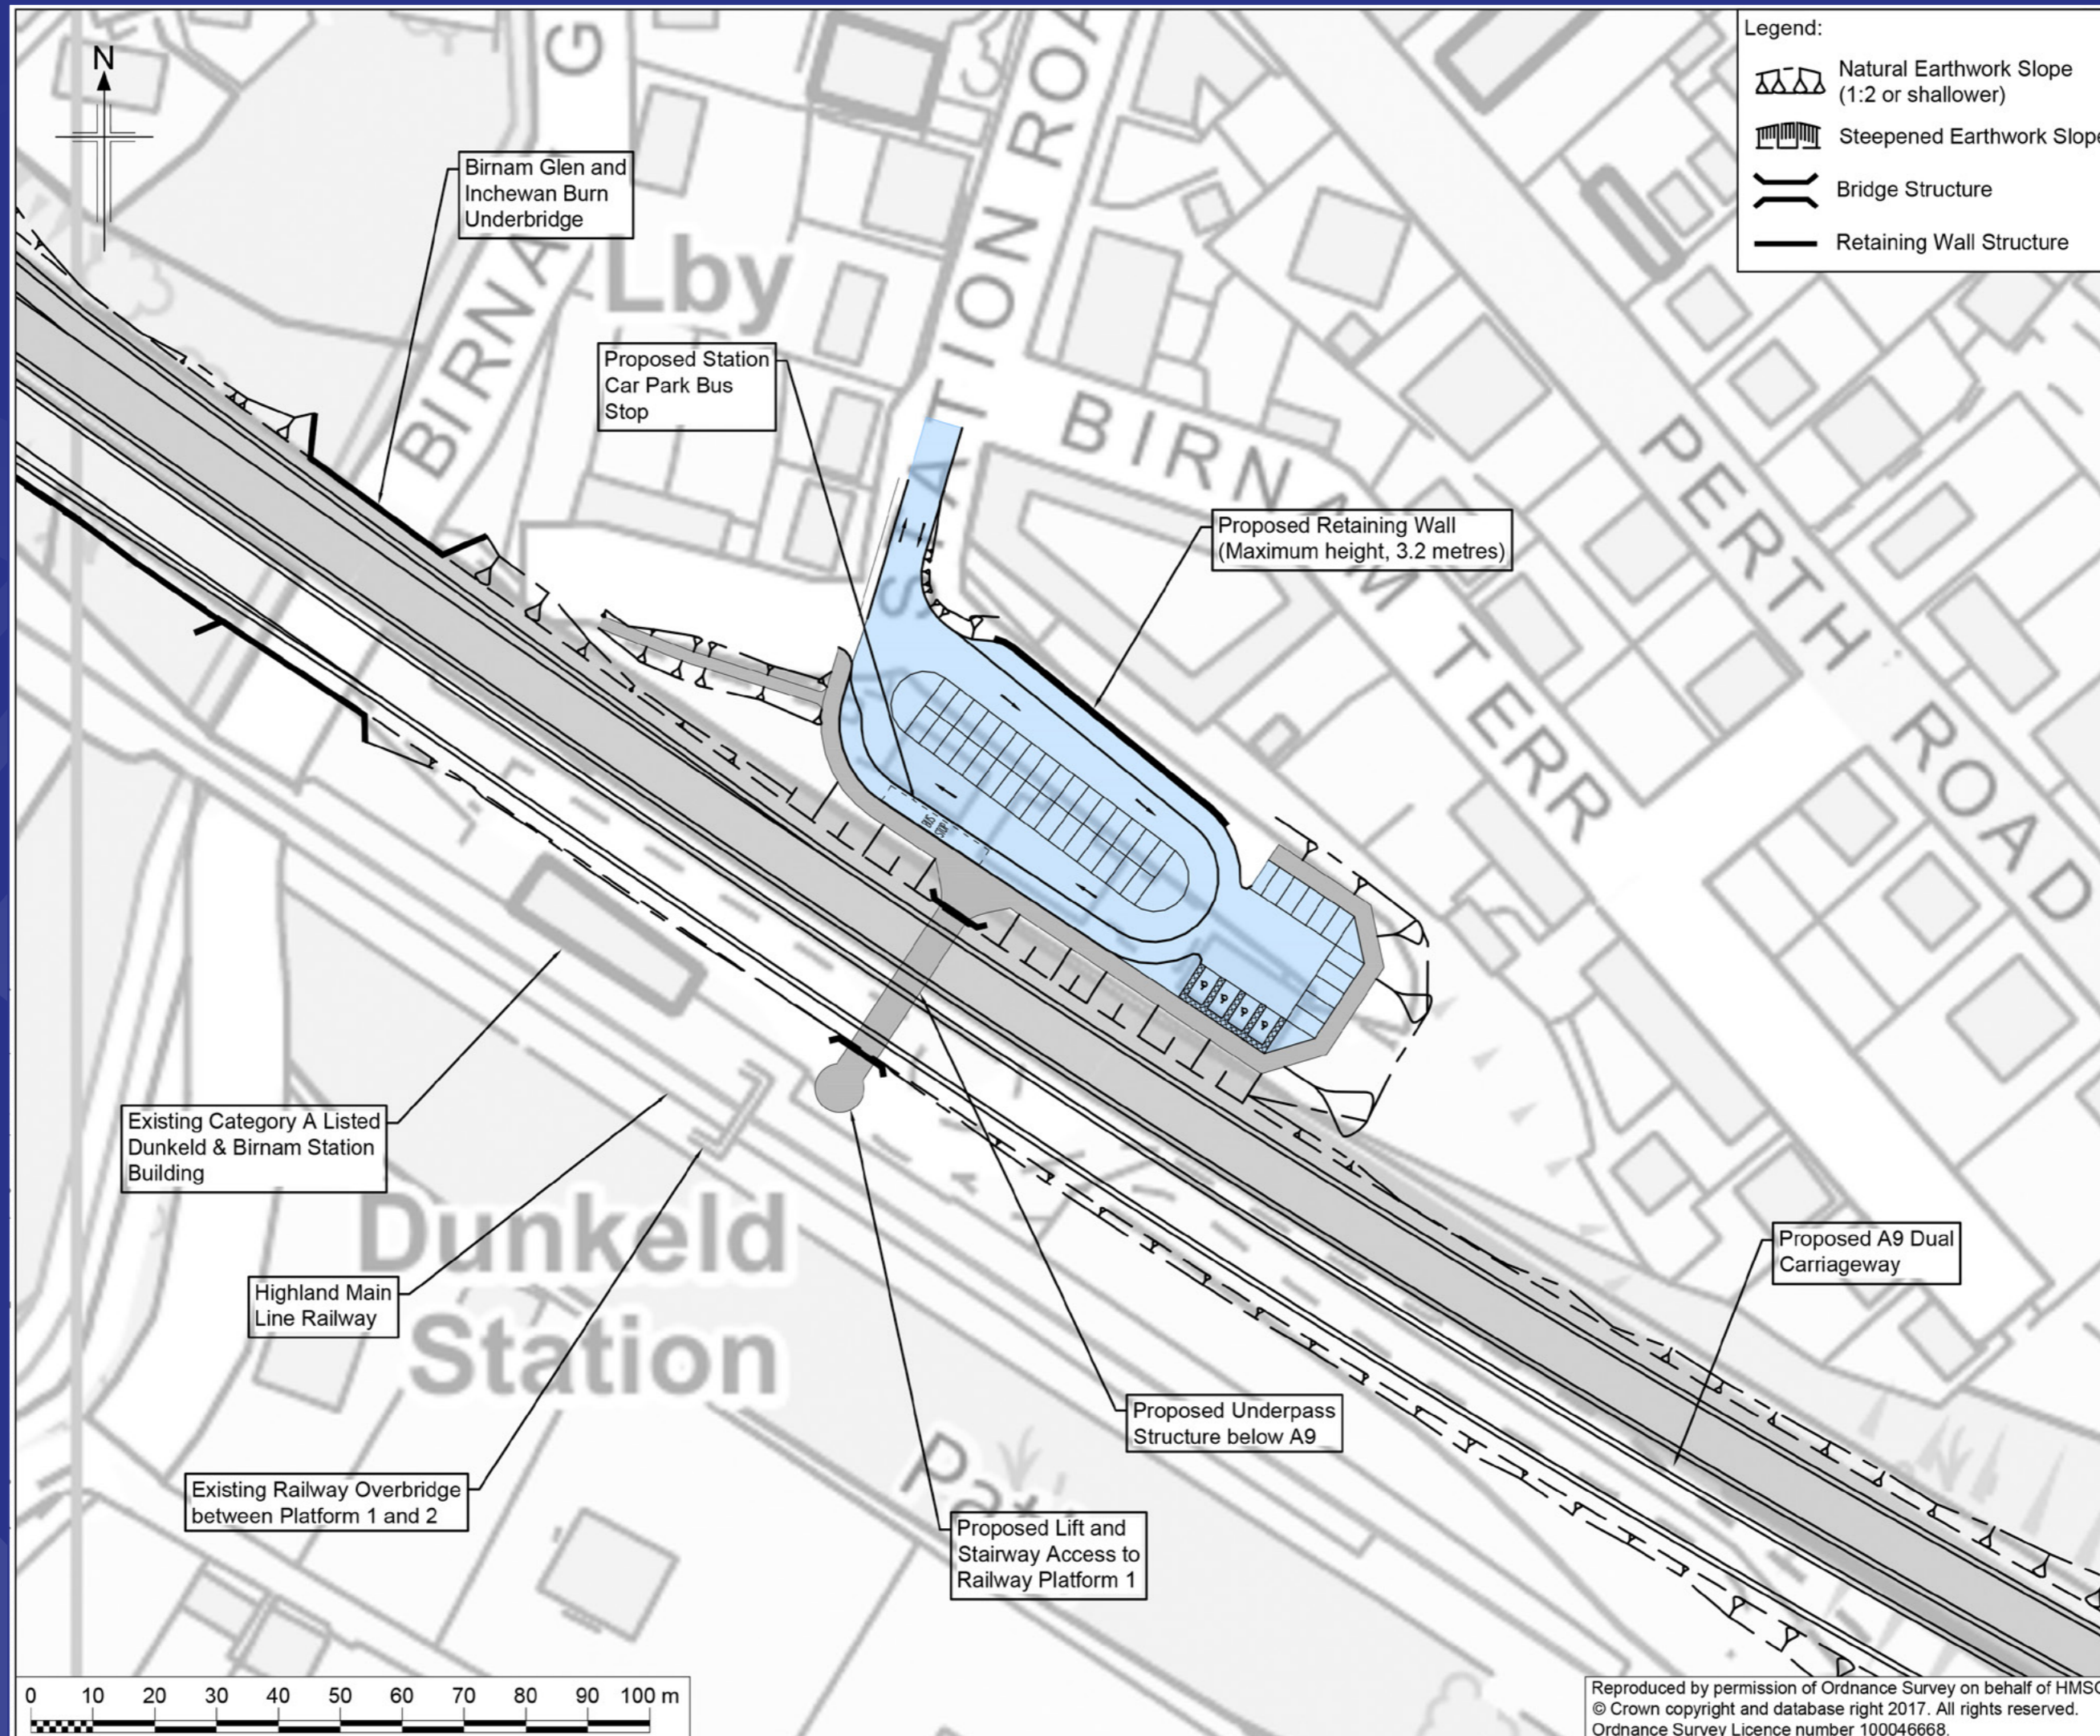 Legend:
Natural Earthwork Slope
(1:2 or shallower)
Steepened Earthwork Slope
Bridge Structure
Retaining Wall Structure
N
Birnam Glen and
Inchewan Burn
Underbridge
Lby
BIRNAM G
STATION ROA
Proposed Station
Car Park Bus
Stop
BIRNAM TERR
PERTH ROAD
Proposed Retaining Wall
(Maximum height, 3.2 metres)
BUS
STOP
Existing Category A Listed
Dunkeld & Birnam Station
Building
Dunkeld
Station
Highland Main
Line Railway
Proposed A9 Dual
Carriageway
Proposed Underpass
Structure below A9
Existing Railway Overbridge
between Platform 1 and 2
Proposed Lift and
Stairway Access to
Railway Platform 1
0 10 20 30 40 50 60 70 80 90 100 m
Reproduced by permission of Ordnance Survey on behalf of HMSO
© Crown copyright and database right 2017. All rights reserved.
Ordnance Survey Licence number 100046668.